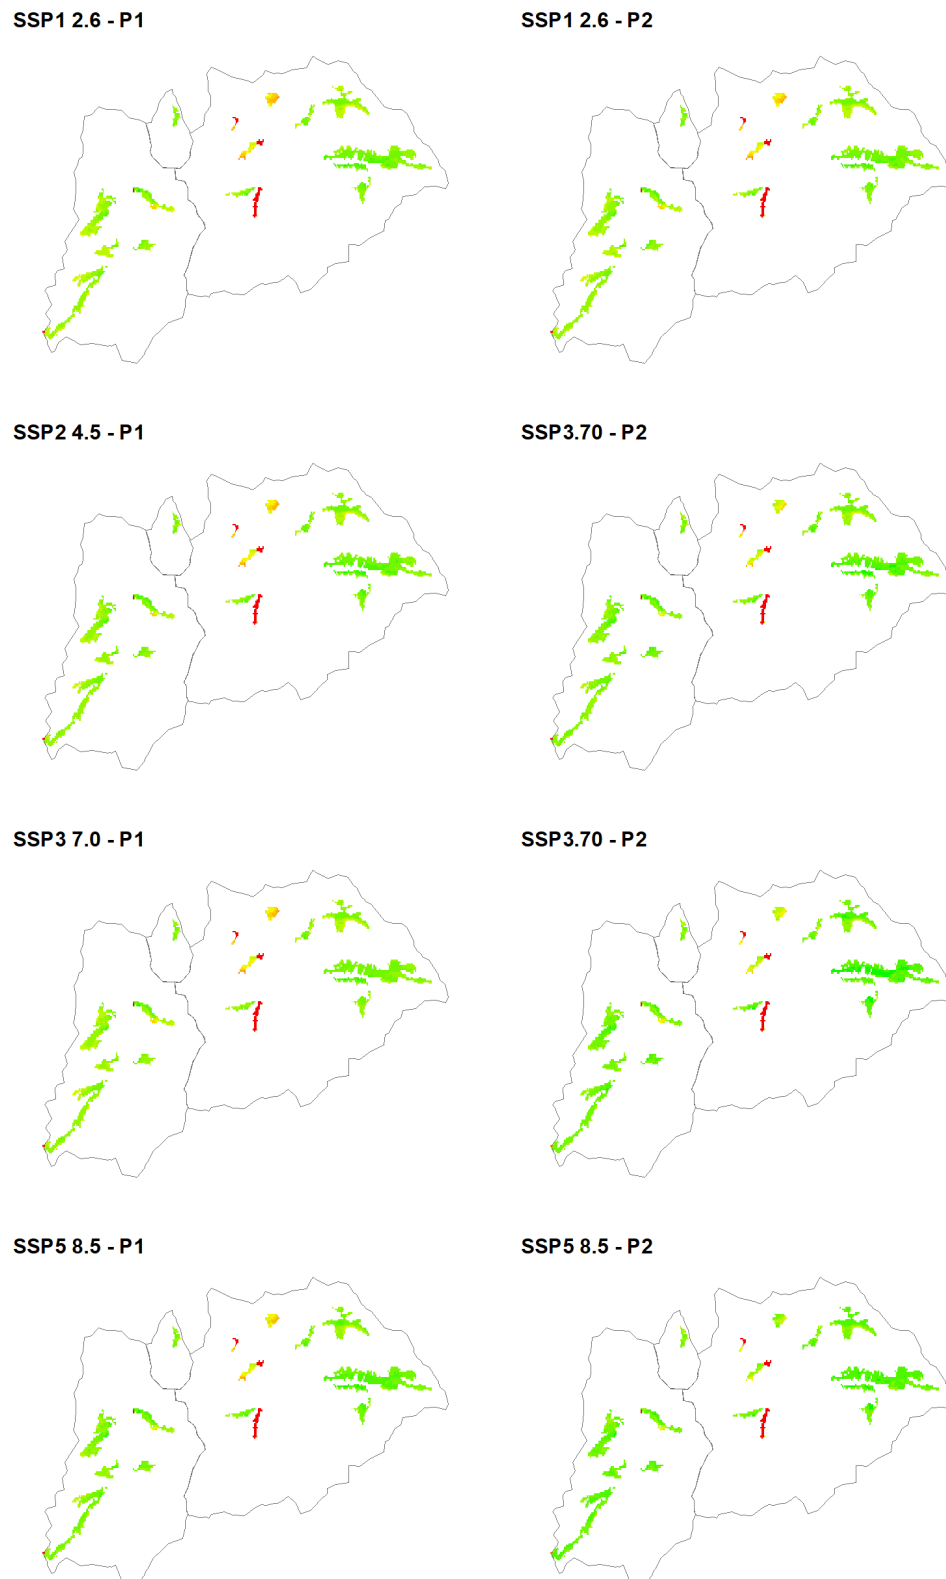 SSP1 2.6 - P1
SSP1 2.6 - P2
SSP2 4.5 - P1
SSP3.70 - P2
SSP3 7.0 - P1
SSP3.70 - P2
SSP5 8.5 - P1
SSP5 8.5 - P2